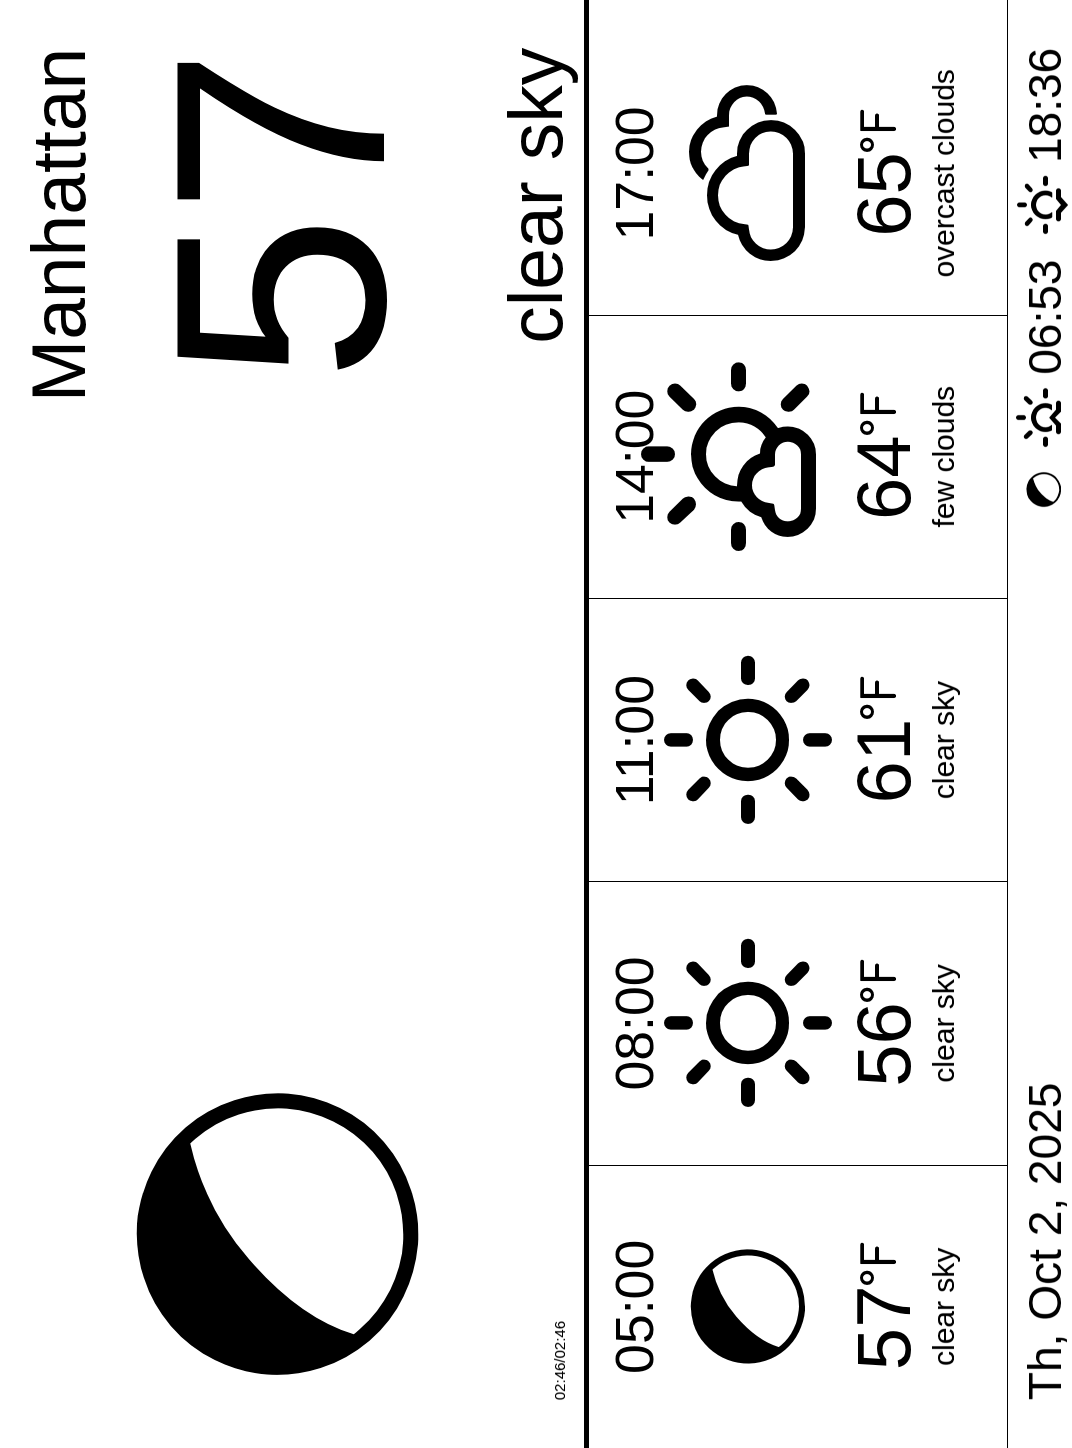 Manhattan
57
clear sky
02:46/02:46
05:00
57°F
clear sky
08:00
56°F
clear sky
11:00
61°F
clear sky
14:00
64°F
few clouds
17:00
65°F
overcast clouds
Th, Oct 2, 2025
06:53
18:36